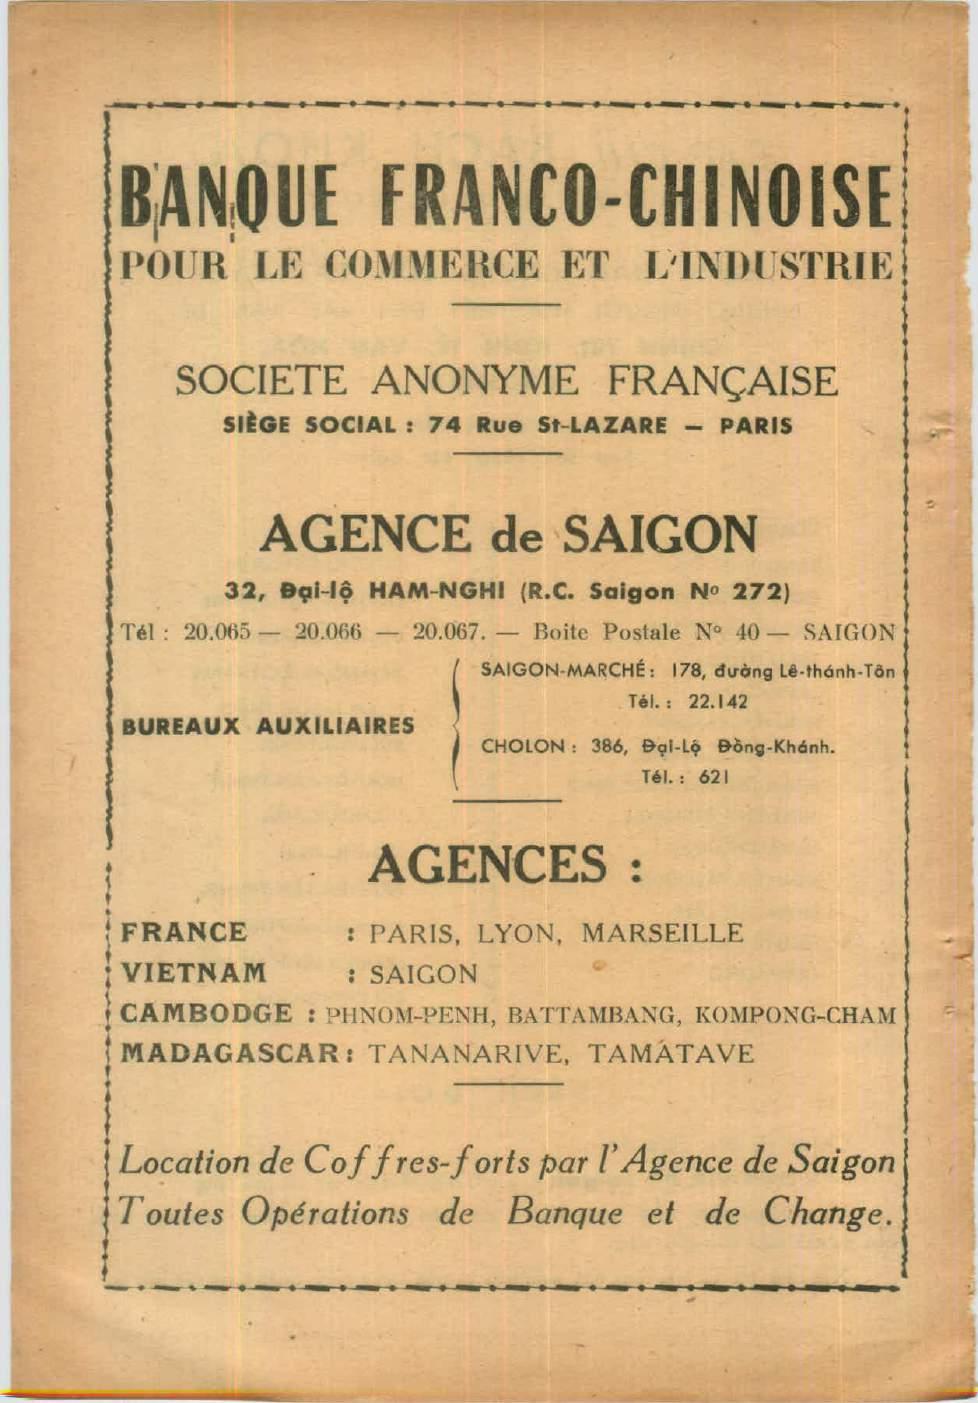 BANQUE FRANCO-CHINOISE
POUR LE COMMERCE ET L'INDUSTRIE
SOCIETE ANONYME FRANÇAISE
SIÈGE SOCIAL : 74 Rue St-LAZARE — PARIS
AGENCE de SAIGON
32, Đại-lộ HAM-NGHI (R.C. Saigon Nº 272)
Tél : 20.065 — 20.066 — 20.067. — Boite Postale N° 40 — SAIGON
BUREAUX AUXILIAIRES
SAIGON-MARCHÉ : 178, đường Lê-thánh-Tôn
Tél. : 22.142
CHOLON : 386, Đại-Lộ Đồng-Khánh.
Tél. : 621
AGENCES :
FRANCE : PARIS, LYON, MARSEILLE
VIETNAM : SAIGON
CAMBODGE : PHNOM-PENH, BATTAMBANG, KOMPONG-CHAM
MADAGASCAR : TANANARIVE, TAMATAVE
Location de Coffres-forts par l'Agence de Saigon
Toutes Opérations de Banque et de Change.